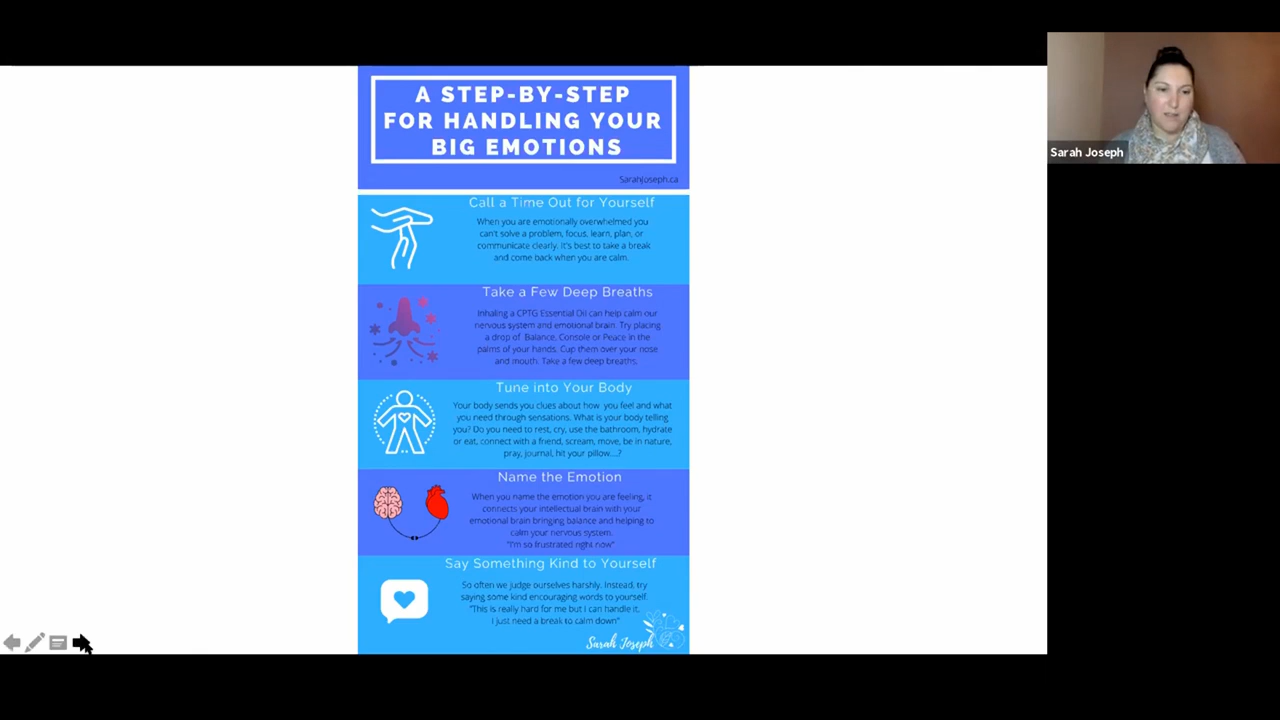 A STEP-BY-STEP
FOR HANDLING YOUR
BIG EMOTIONS
SarahJoseph.ca
Call a Time Out for Yourself
When you are emotionally overwhelmed you
can't solve a problem, focus, learn, plan, or
communicate clearly. It's best to take a break
and come back when you are calm.
Take a Few Deep Breaths
Inhaling a CPTG Essential Oil can help calm our
nervous system and emotional brain. Try placing
a drop of Balance, Console or Peace in the
palms of your hands. Cup them over your nose
and mouth. Take a few deep breaths.
Tune into Your Body
Your body sends you clues about how you feel and what
you need through sensations. What is your body telling
you? Do you need to rest, cry, use the bathroom, hydrate
or eat, connect with a friend, scream, move, be in nature,
pray, journal, hit your pillow....?
Name the Emotion
When you name the emotion you are feeling, it
connects your intellectual brain with your
emotional brain bringing balance and helping to
calm your nervous system.
"I'm so frustrated right now"
Say Something Kind to Yourself
So often we judge ourselves harshly. Instead, try
saying some kind encouraging words to yourself.
"This is really hard for me but I can handle it,
I just need a break to calm down"
Sarah Joseph
Sarah Joseph